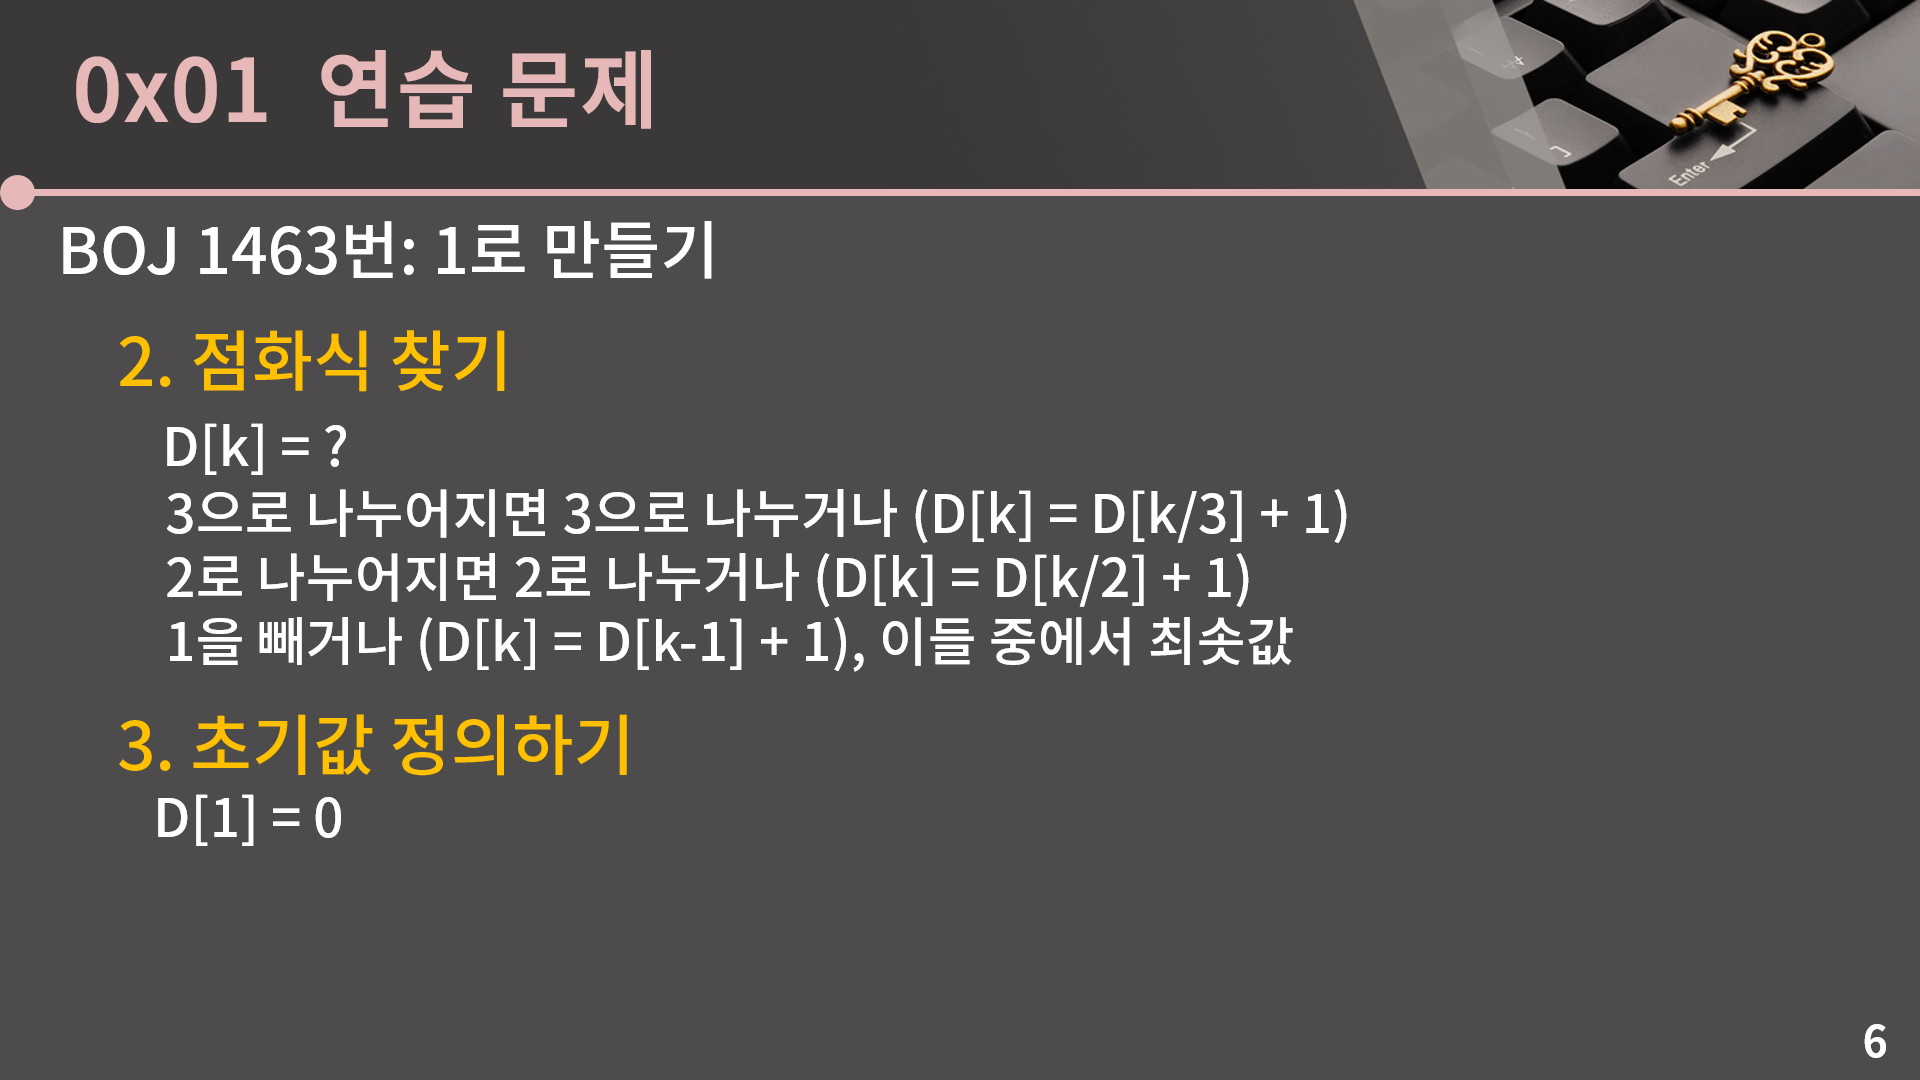 0x01 연습 문제
Enter
BOJ 1463번: 1로 만들기
2. 점화식 찾기
D[k] = ?
3으로 나누어지면 3으로 나누거나 (D[k] = D[k/3] + 1)
2로 나누어지면 2로 나누거나 (D[k] = D[k/2] + 1)
1을 빼거나 (D[k] = D[k-1] + 1), 이들 중에서 최솟값
3. 초기값 정의하기
D[1] = 0
6